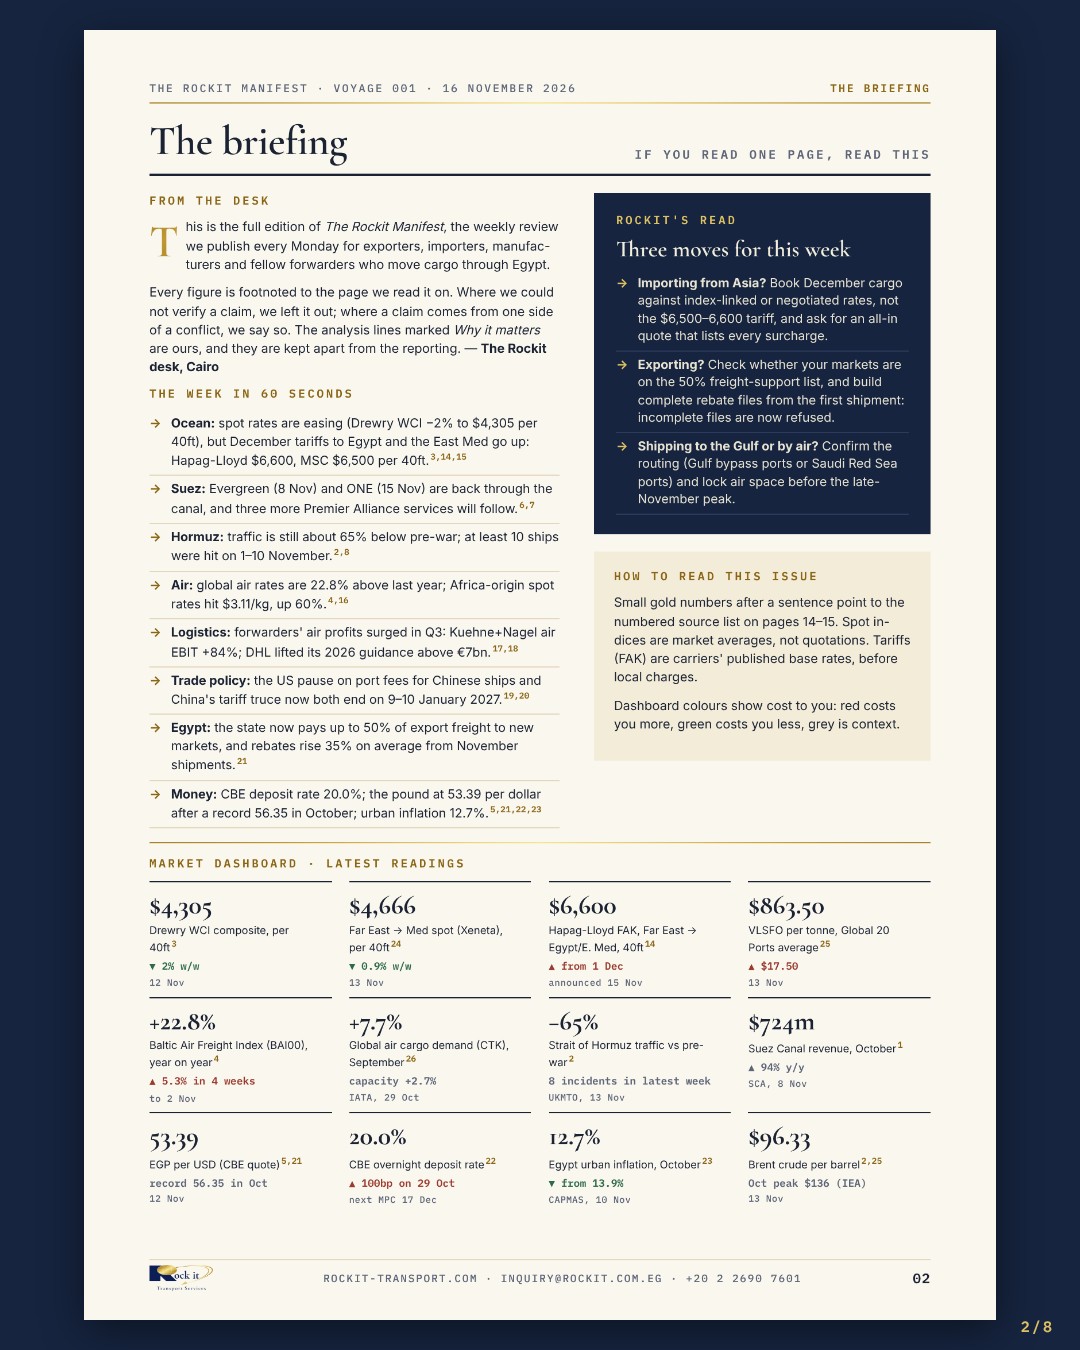 THE ROCKIT MANIFEST · VOYAGE 001 · 16 NOVEMBER 2026
THE BRIEFING
The briefing
IF YOU READ ONE PAGE, READ THIS
FROM THE DESK
This is the full edition of The Rockit Manifest, the weekly review
we publish every Monday for exporters, importers, manufac-
turers and fellow forwarders who move cargo through Egypt.
Every figure is footnoted to the page we read it on. Where we could
not verify a claim, we left it out; where a claim comes from one side
of a conflict, we say so. The analysis lines marked Why it matters
are ours, and they are kept apart from the reporting. — The Rockit
desk, Cairo
THE WEEK IN 60 SECONDS
→ Ocean: spot rates are easing (Drewry WCI −2% to $4,305 per
40ft), but December tariffs to Egypt and the East Med go up:
Hapag-Lloyd $6,600, MSC $6,500 per 40ft. 3,14,15
→ Suez: Evergreen (8 Nov) and ONE (15 Nov) are back through the
canal, and three more Premier Alliance services will follow. 6,7
→ Hormuz: traffic is still about 65% below pre-war; at least 10 ships
were hit on 1–10 November. 2,8
→ Air: global air rates are 22.8% above last year; Africa-origin spot
rates hit $3.11/kg, up 60%. 4,16
→ Logistics: forwarders' air profits surged in Q3: Kuehne+Nagel air
EBIT +84%; DHL lifted its 2026 guidance above €7bn. 17,18
→ Trade policy: the US pause on port fees for Chinese ships and
China's tariff truce now both end on 9–10 January 2027. 19,20
→ Egypt: the state now pays up to 50% of export freight to new
markets, and rebates rise 35% on average from November
shipments. 21
→ Money: CBE deposit rate 20.0%; the pound at 53.39 per dollar
after a record 56.35 in October; urban inflation 12.7%. 5,21,22,23
ROCKIT'S READ
Three moves for this week
→ Importing from Asia? Book December cargo
against index-linked or negotiated rates, not
the $6,500–6,600 tariff, and ask for an all-in
quote that lists every surcharge.
→ Exporting? Check whether your markets are
on the 50% freight-support list, and build
complete rebate files from the first shipment:
incomplete files are now refused.
→ Shipping to the Gulf or by air? Confirm the
routing (Gulf bypass ports or Saudi Red Sea
ports) and lock air space before the late-
November peak.
HOW TO READ THIS ISSUE
Small gold numbers after a sentence point to the
numbered source list on pages 14–15. Spot in-
dices are market averages, not quotations. Tariffs
(FAK) are carriers' published base rates, before
local charges.
Dashboard colours show cost to you: red costs
you more, green costs you less, grey is context.
MARKET DASHBOARD · LATEST READINGS
$4,305
Drewry WCI composite, per
40ft 3
▼ 2% w/w
12 Nov
$4,666
Far East → Med spot (Xeneta),
per 40ft 24
▼ 0.9% w/w
13 Nov
$6,600
Hapag-Lloyd FAK, Far East →
Egypt/E. Med, 40ft 14
▲ from 1 Dec
announced 15 Nov
$863.50
VLSFO per tonne, Global 20
Ports average 25
▲ $17.50
13 Nov
+22.8%
Baltic Air Freight Index (BAI00),
year on year 4
▲ 5.3% in 4 weeks
to 2 Nov
+7.7%
Global air cargo demand (CTK),
September 26
capacity +2.7%
IATA, 29 Oct
−65%
Strait of Hormuz traffic vs pre-
war 2
8 incidents in latest week
UKMTO, 13 Nov
$724m
Suez Canal revenue, October 1
▲ 94% y/y
SCA, 8 Nov
53.39
EGP per USD (CBE quote) 5,21
record 56.35 in Oct
12 Nov
20.0%
CBE overnight deposit rate 22
▲ 100bp on 29 Oct
next MPC 17 Dec
12.7%
Egypt urban inflation, October 23
▼ from 13.9%
CAPMAS, 10 Nov
$96.33
Brent crude per barrel 2,25
Oct peak $136 (IEA)
13 Nov
Rock it
Transport Services
ROCKIT-TRANSPORT.COM · INQUIRY@ROCKIT.COM.EG · +20 2 2690 7601
02
2/8